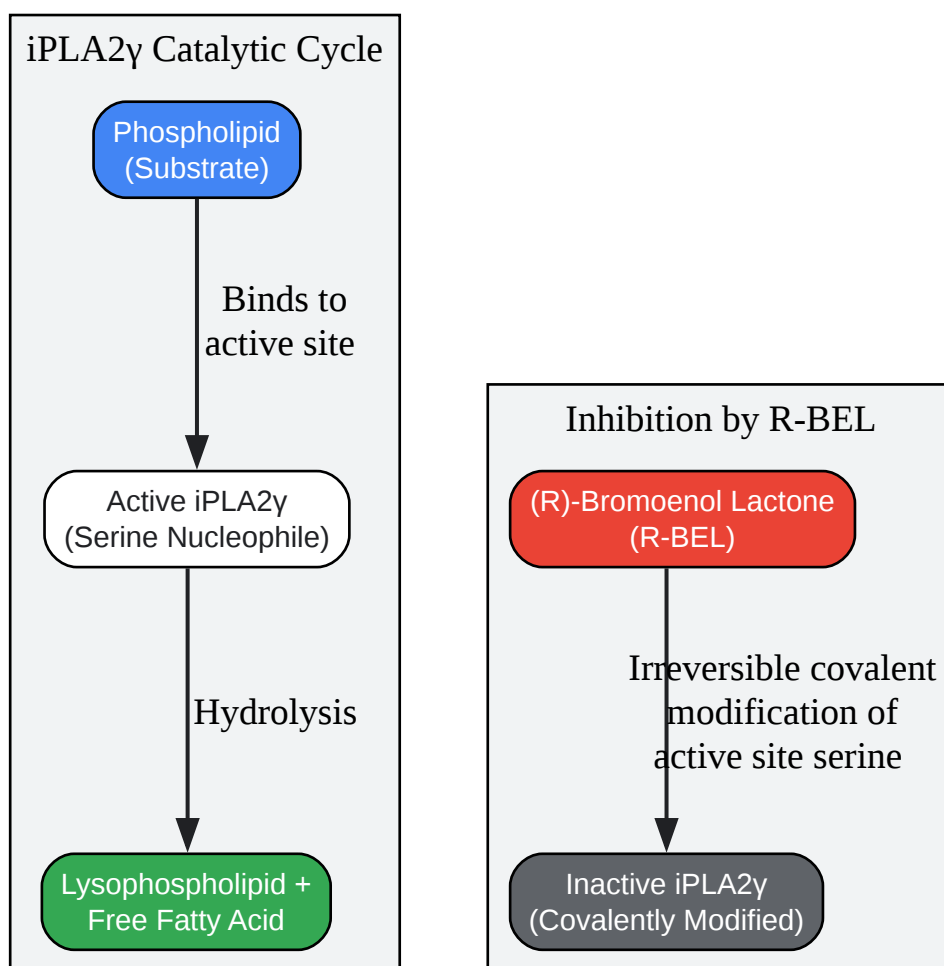 iPLA2γ Catalytic Cycle
Phospholipid
(Substrate)
Binds to
active site
Active iPLA2γ
(Serine Nucleophile)
Hydrolysis
Lysophospholipid +
Free Fatty Acid
Inhibition by R-BEL
(R)-Bromoenol Lactone
(R-BEL)
Irreversible covalent
modification of
active site serine
Inactive iPLA2γ
(Covalently Modified)